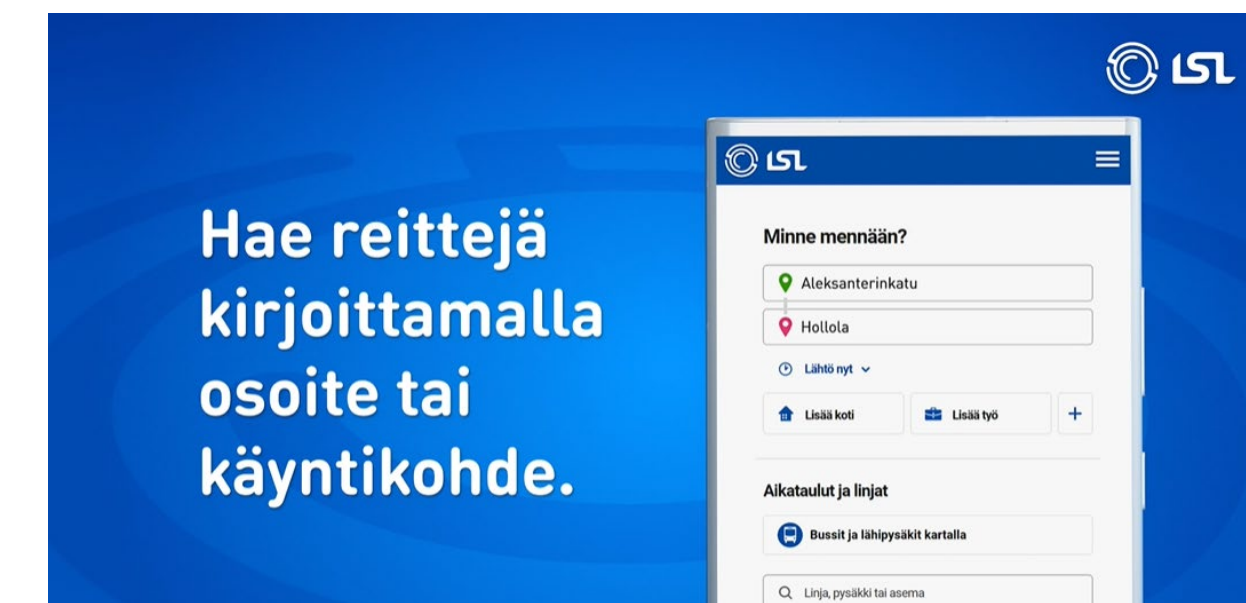 LSL
Hae reittejä
kirjoittamalla
osoite tai
käyntikohde.
LSL
Minne mennään?
Aleksanterinkatu
Hollola
Lähtö nyt
Lisää koti
Lisää työ
+
Aikataulut ja linjat
Bussit ja lähipysäkit kartalla
Linja, pysäkki tai asema